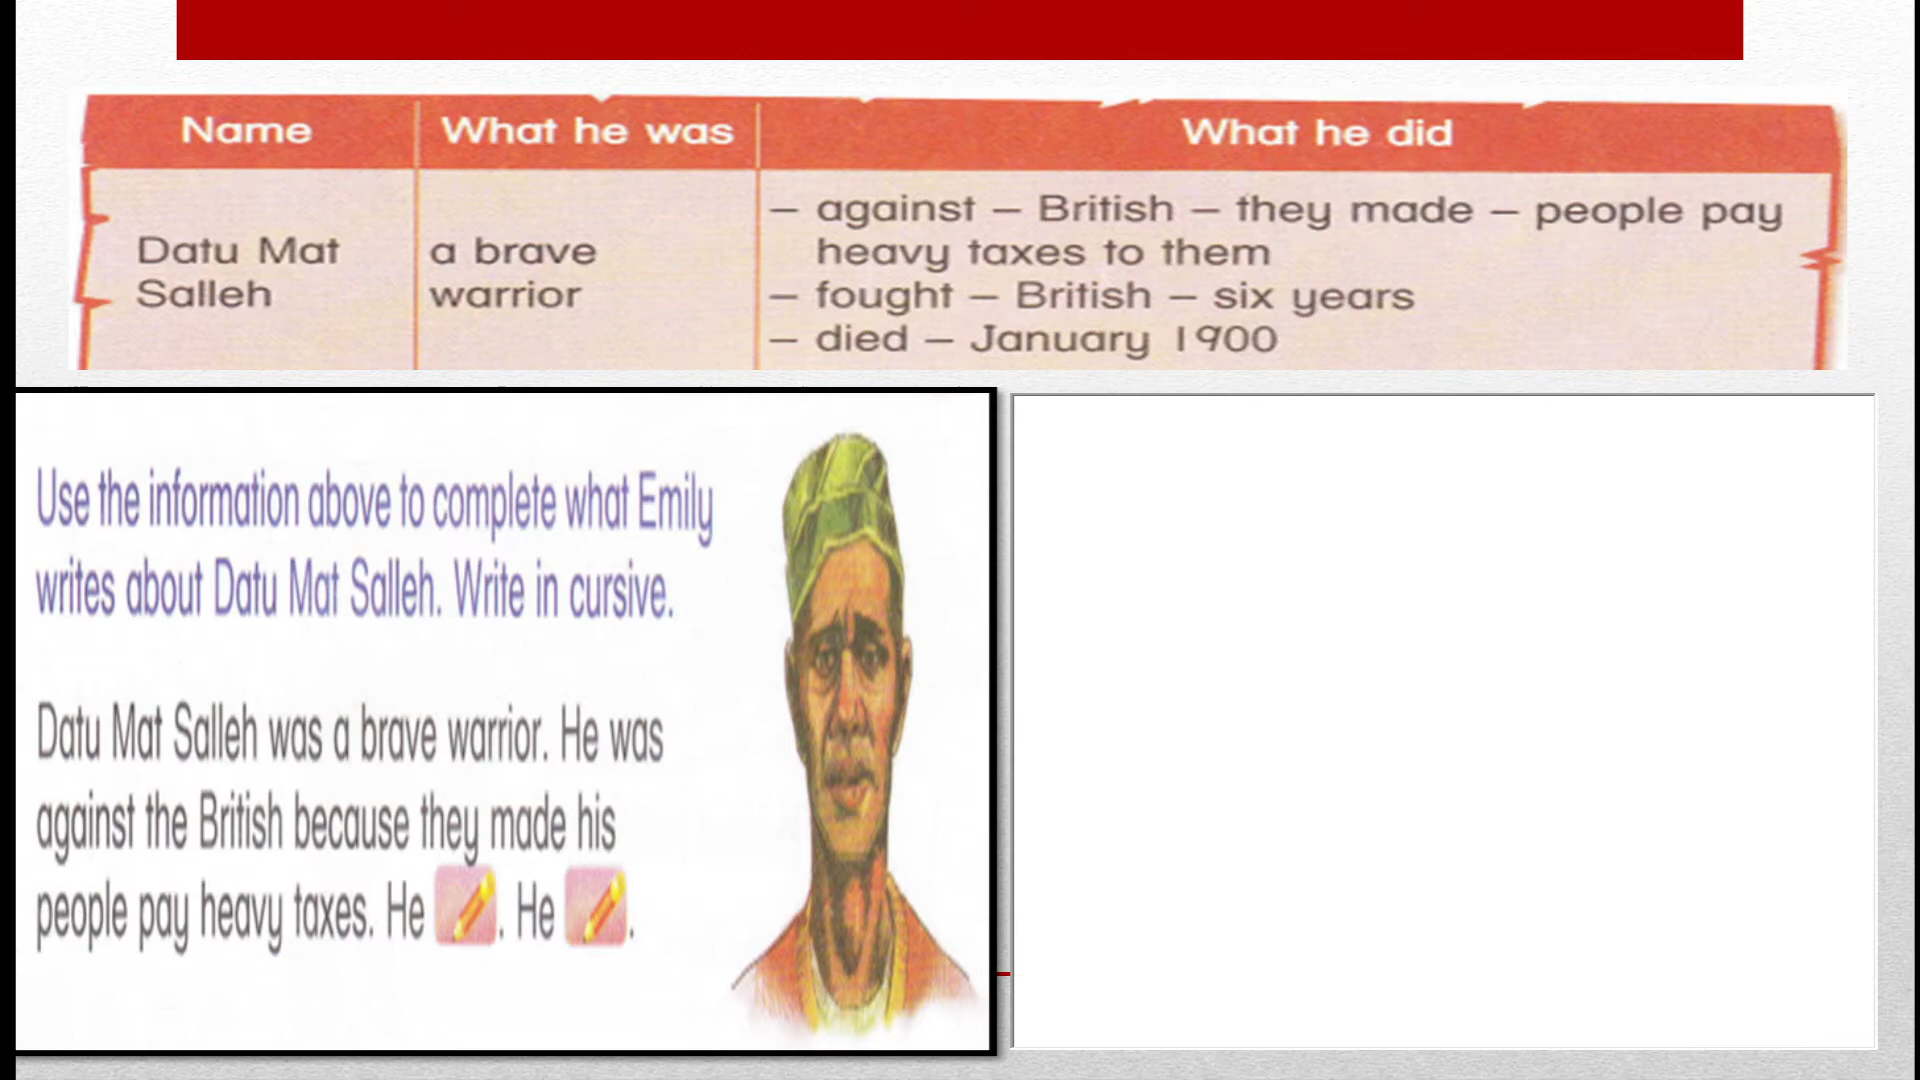 Name What he was What he did
Datu Mat Salleh
a brave warrior
– against – British – they made – people pay
heavy taxes to them
– fought – British – six years
– died – January 1900
Use the information above to complete what Emily
writes about Datu Mat Salleh. Write in cursive.
Datu Mat Salleh was a brave warrior. He was
against the British because they made his
people pay heavy taxes. He . He .